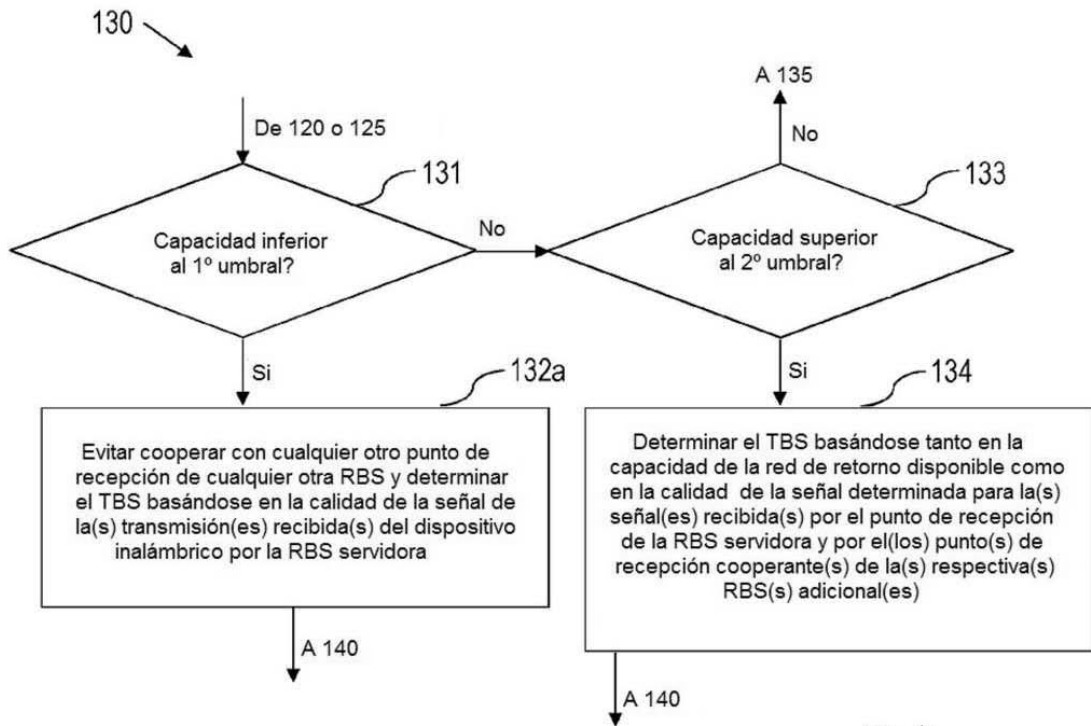 130
De 120 o 125
A 135
No
131
133
Capacidad inferior
al 1º umbral?
No
Capacidad superior
al 2º umbral?
Si
132a
Si
134
Evitar cooperar con cualquier otro punto de
recepción de cualquier otra RBS y determinar
el TBS basándose en la calidad de la señal de
la(s) transmisión(es) recibida(s) del dispositivo
inalámbrico por la RBS servidora
Determinar el TBS basándose tanto en la
capacidad de la red de retorno disponible como
en la calidad de la señal determinada para la(s)
señal(es) recibida(s) por el punto de recepción
de la RBS servidora y por el(los) punto(s) de
recepción cooperante(s) de la(s) respectiva(s)
RBS(s) adicional(es)
A 140
A 140